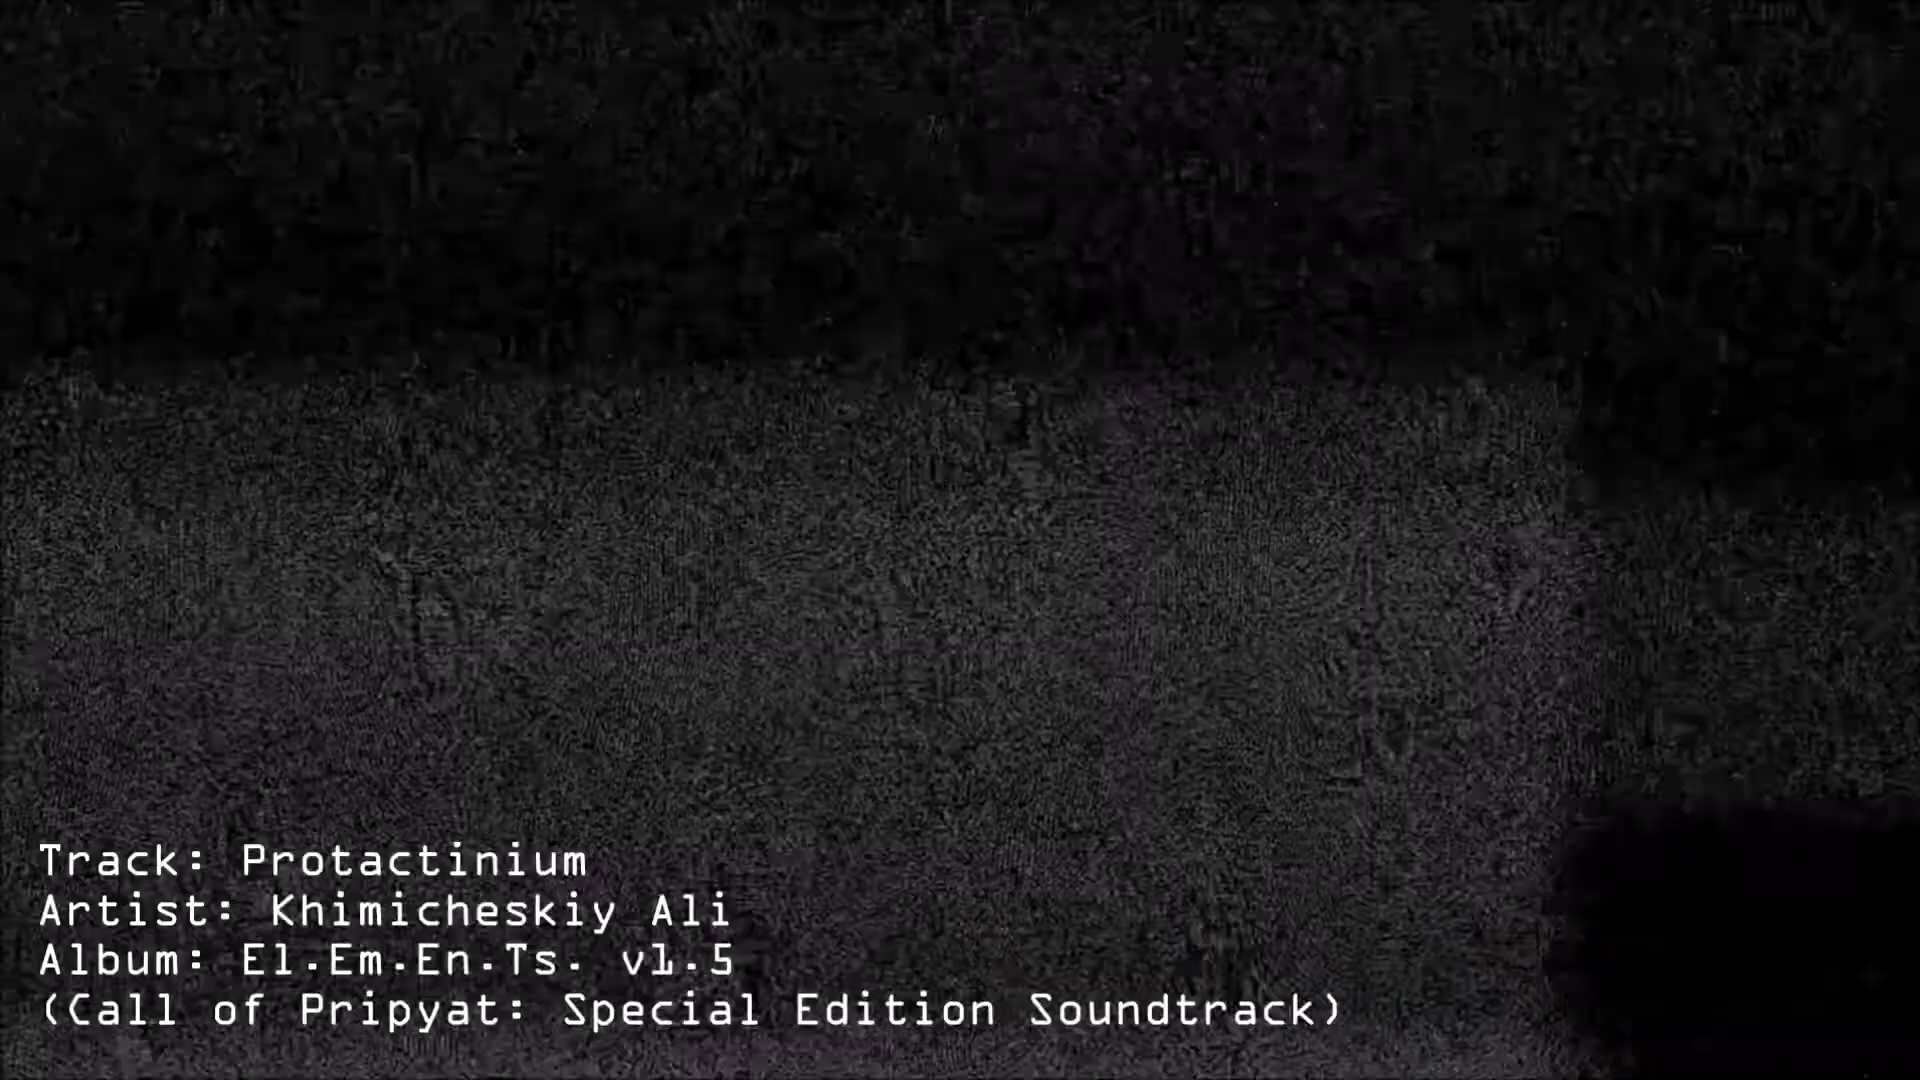 Track: Protactinium
Artist: Khimicheskiy Ali
Album: El.Em.En.Ts. v1.5
(Call of Pripyat: Special Edition Soundtrack)